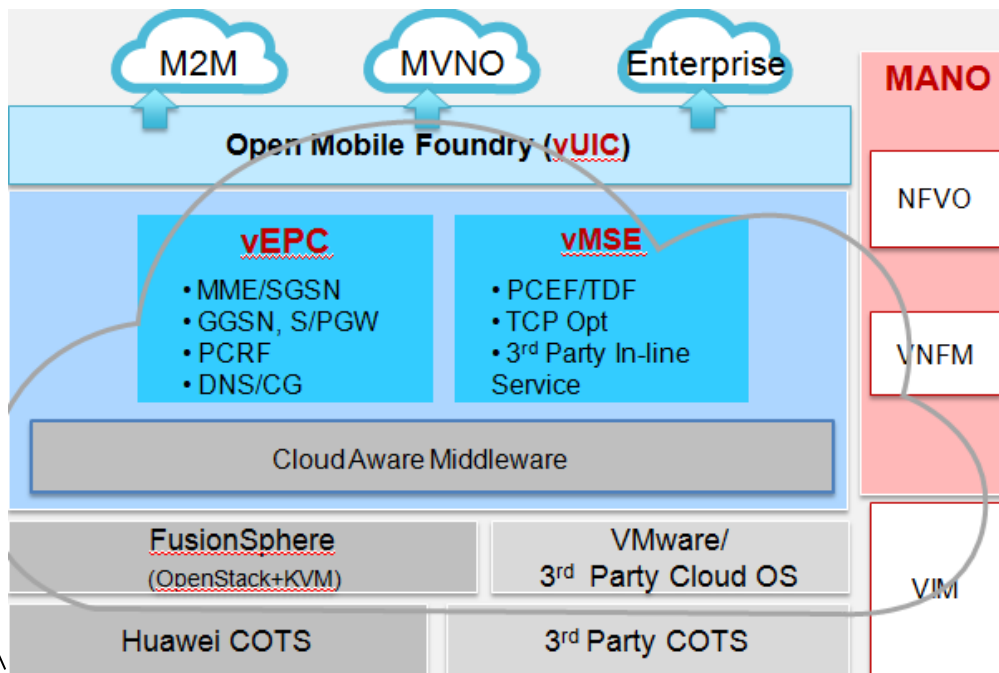 M2M
MVNO
Enterprise
MANO
Open Mobile Foundry (vUIC)
NFVO
vEPC
• MME/SGSN
• GGSN, S/PGW
• PCRF
• DNS/CG
vMSE
• PCEF/TDF
• TCP Opt
• 3rd Party In-line
Service
VNFM
Cloud Aware Middleware
FusionSphere
(OpenStack+KVM)
VMware/
3rd Party Cloud OS
VIM
Huawei COTS
3rd Party COTS